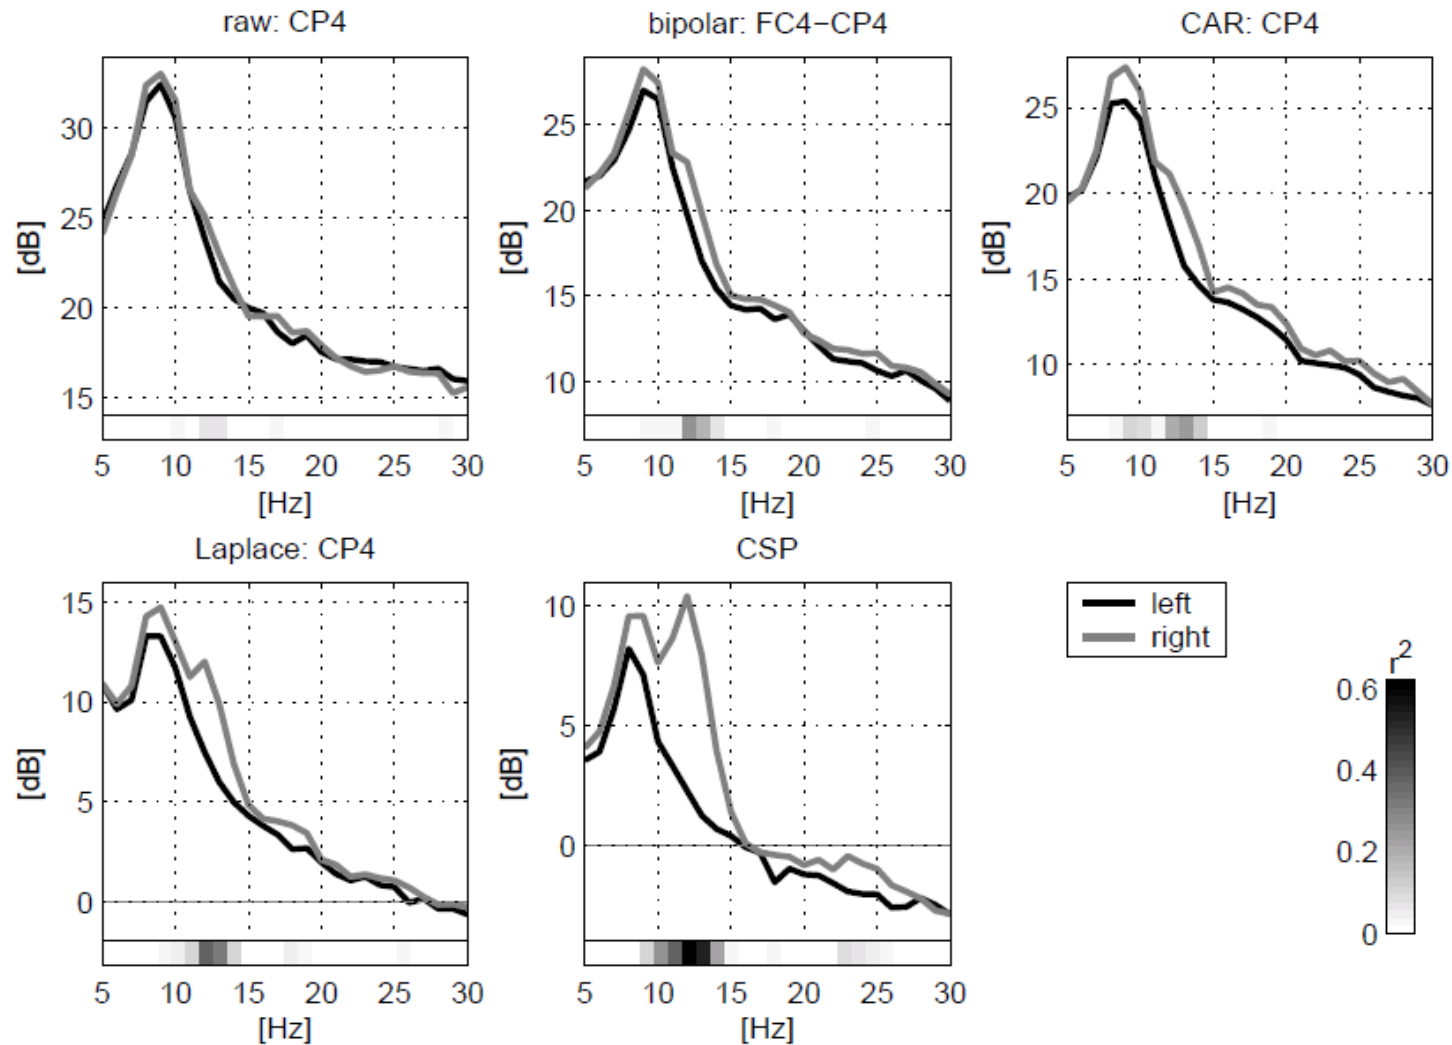 raw: CP4
[dB]
30
25
20
15
5 10 15 20 25 30
[Hz]
bipolar: FC4−CP4
[dB]
25
20
15
10
5 10 15 20 25 30
[Hz]
CAR: CP4
[dB]
25
20
15
10
5 10 15 20 25 30
[Hz]
Laplace: CP4
[dB]
15
10
5
0
5 10 15 20 25 30
[Hz]
CSP
[dB]
10
5
0
5 10 15 20 25 30
[Hz]
left
right
r²
0.6
0.4
0.2
0